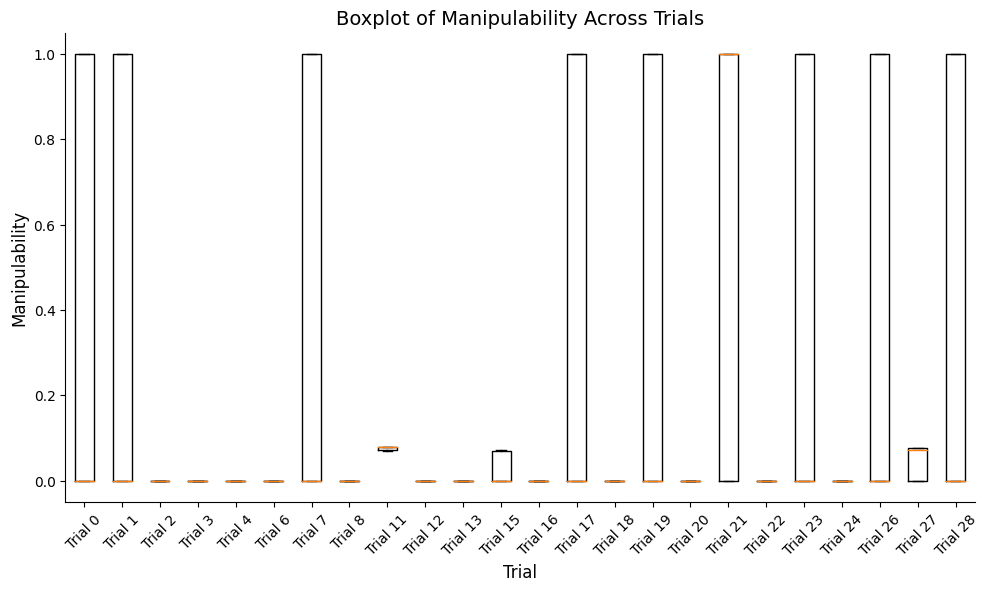 Boxplot of Manipulability Across Trials
Manipulability
1.0
0.8
0.6
0.4
0.2
0.0
Trial 0
Trial 1
Trial 2
Trial 3
Trial 4
Trial 6
Trial 7
Trial 8
Trial 11
Trial 12
Trial 13
Trial 15
Trial 16
Trial 17
Trial 18
Trial 19
Trial 20
Trial 21
Trial 22
Trial 23
Trial 24
Trial 26
Trial 27
Trial 28
Trial